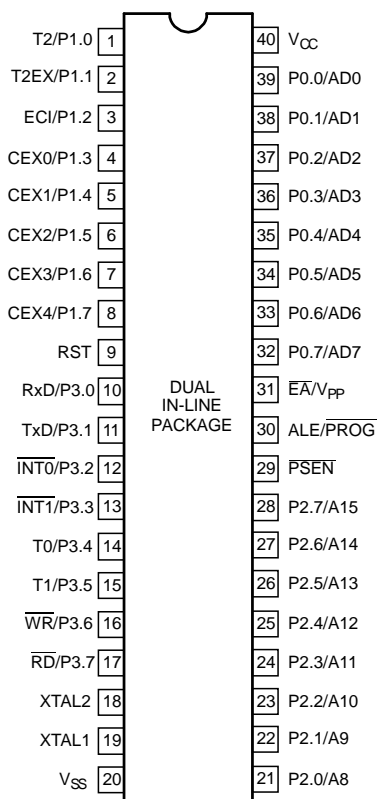 T2/P1.0 1
T2EX/P1.1 2
ECI/P1.2 3
CEX0/P1.3 4
CEX1/P1.4 5
CEX2/P1.5 6
CEX3/P1.6 7
CEX4/P1.7 8
RST 9
RxD/P3.0 10
TxD/P3.1 11
I̅N̅T̅0̅/P3.2 12
I̅N̅T̅1̅/P3.3 13
T0/P3.4 14
T1/P3.5 15
W̅R̅/P3.6 16
R̅D̅/P3.7 17
XTAL2 18
XTAL1 19
VSS 20
DUAL
IN-LINE
PACKAGE
40 VCC
39 P0.0/AD0
38 P0.1/AD1
37 P0.2/AD2
36 P0.3/AD3
35 P0.4/AD4
34 P0.5/AD5
33 P0.6/AD6
32 P0.7/AD7
31 E̅A̅/VPP
30 ALE/P̅R̅O̅G̅
29 P̅S̅E̅N̅
28 P2.7/A15
27 P2.6/A14
26 P2.5/A13
25 P2.4/A12
24 P2.3/A11
23 P2.2/A10
22 P2.1/A9
21 P2.0/A8